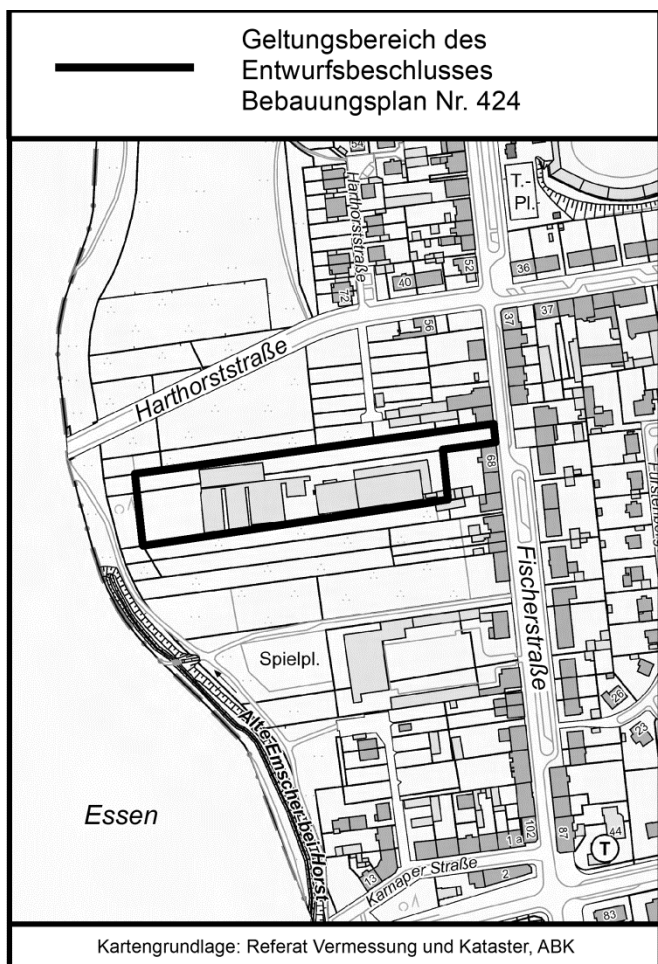 Geltungsbereich des
Entwurfsbeschlusses
Bebauungsplan Nr. 424
54
Harthorststraße
T.-
Pl.
52
36
40
72
56
37
37
Harthorststraße
68
Fischerstraße
Spielpl.
26
23
Alte Emscher bei Horst
Essen
102
87
44
T
1 a
Karnaper Straße
13
2
83
Kartengrundlage: Referat Vermessung und Kataster, ABK